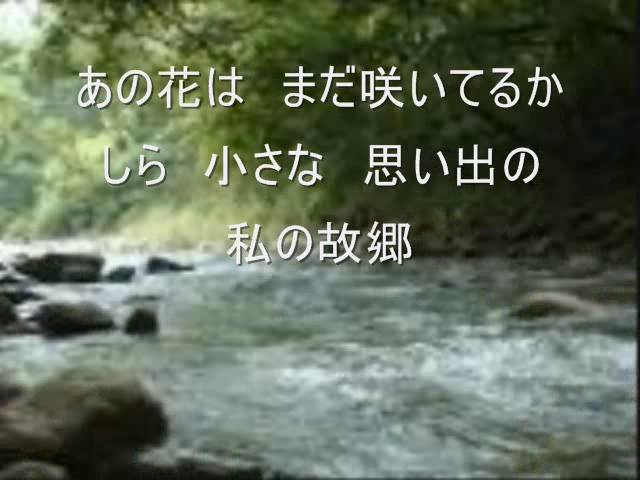 あの花は　まだ咲いてるか
しら　小さな　思い出の
私の故郷